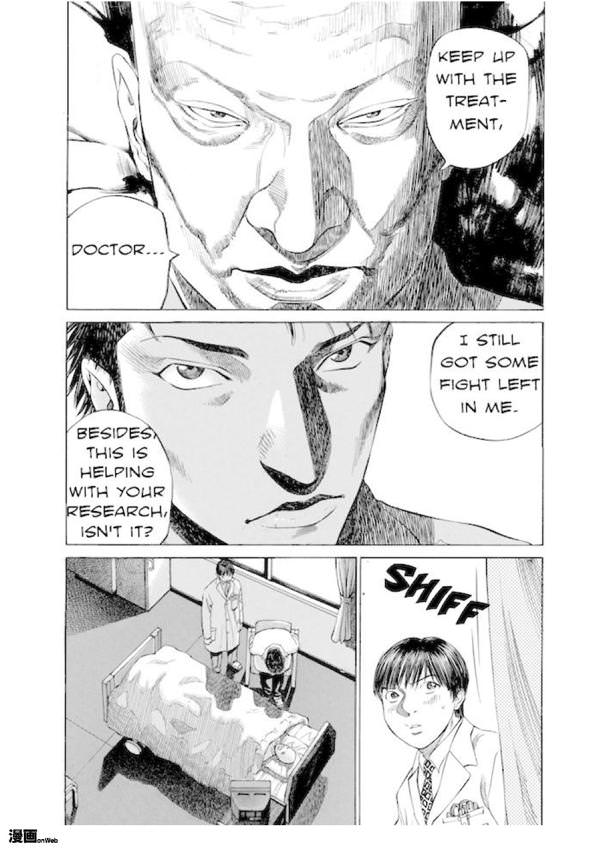 KEEP UP
WITH THE
TREAT-
MENT,
DOCTOR...
I STILL
GOT SOME
FIGHT LEFT
IN ME.
BESIDES,
THIS IS
HELPING
WITH YOUR
RESEARCH,
ISN'T IT?
SHIFF
漫画onWeb